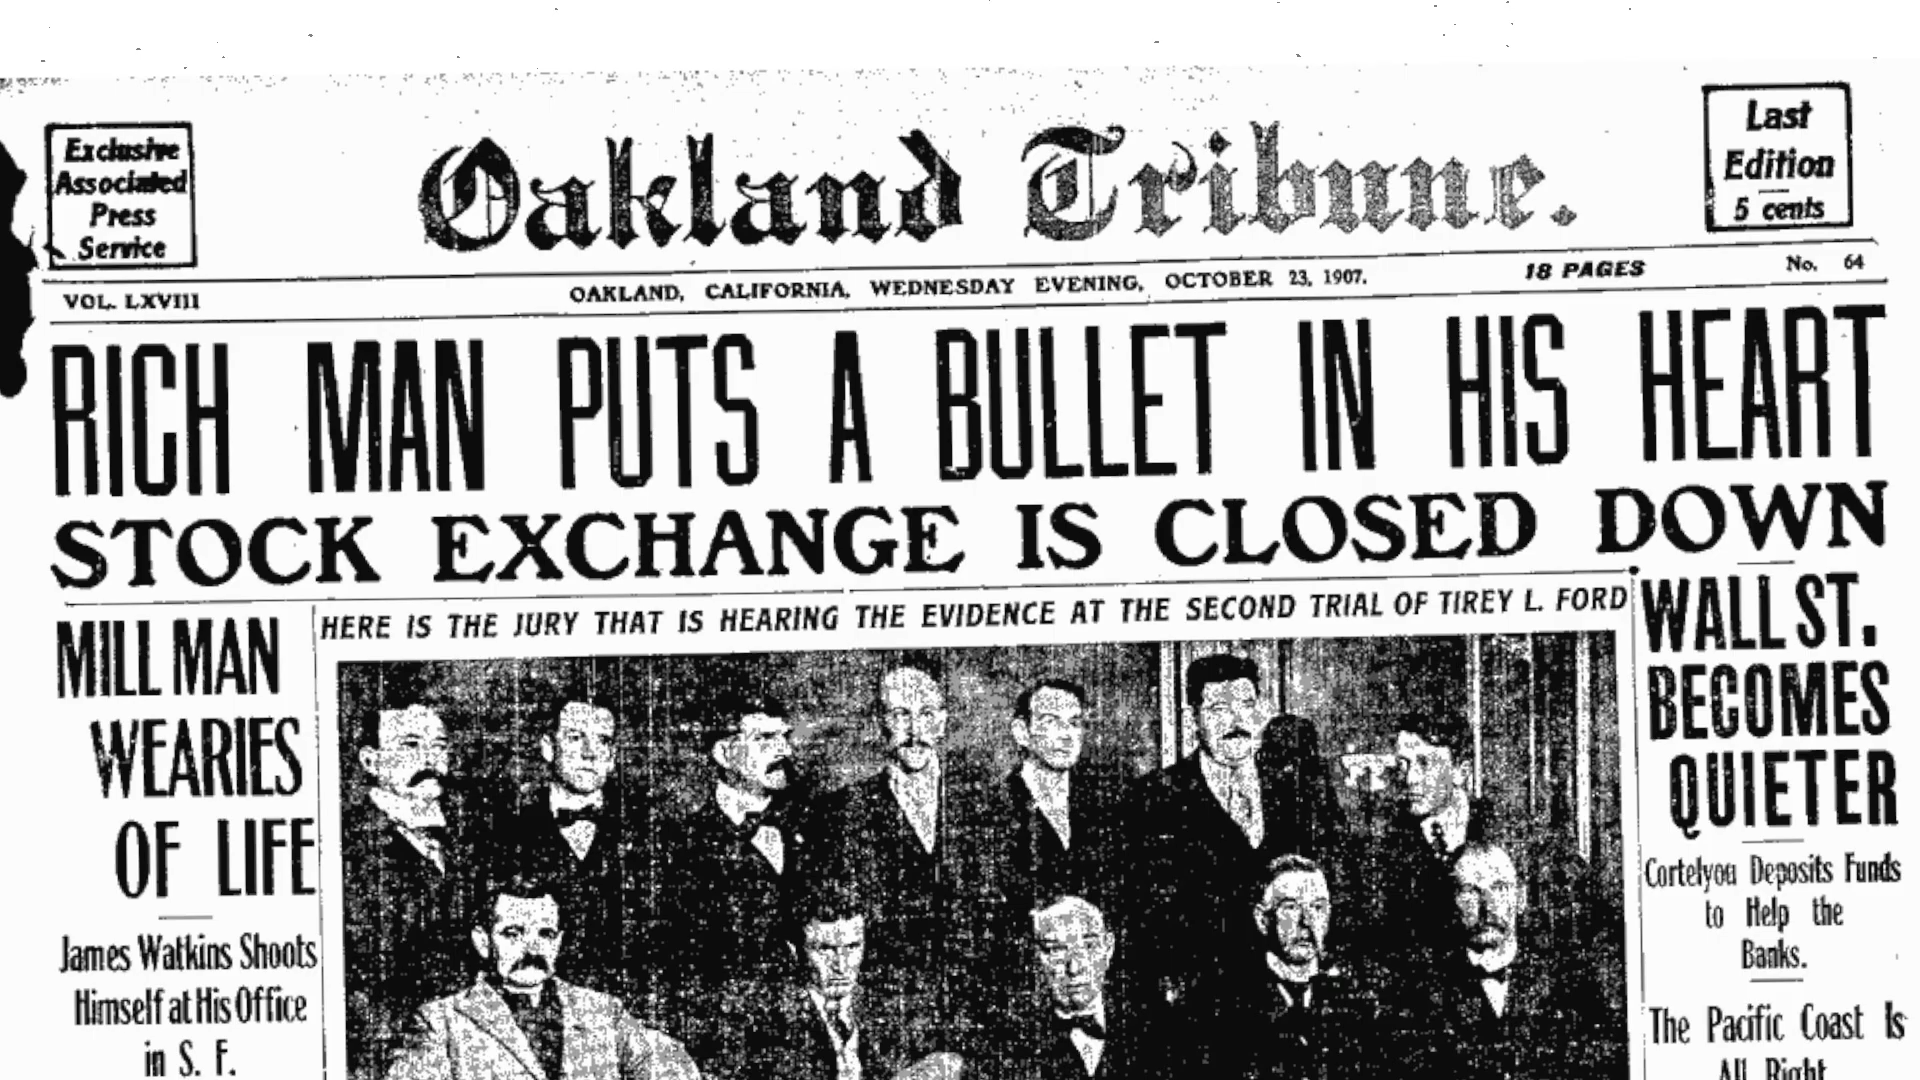 Exclusive
Associated
Press
Service
Oakland Tribune.
Last
Edition
5 cents
VOL. LXVIII
OAKLAND, CALIFORNIA, WEDNESDAY EVENING, OCTOBER 23, 1907.
18 PAGES
No. 64
RICH MAN PUTS A BULLET IN HIS HEART
STOCK EXCHANGE IS CLOSED DOWN
MILL MAN
WEARIES
OF LIFE
James Watkins Shoots
Himself at His Office
in S. F.
HERE IS THE JURY THAT IS HEARING THE EVIDENCE AT THE SECOND TRIAL OF TIREY L. FORD
WALL ST.
BECOMES
QUIETER
Cortelyou Deposits Funds
to Help the
Banks.
The Pacific Coast Is
All Right